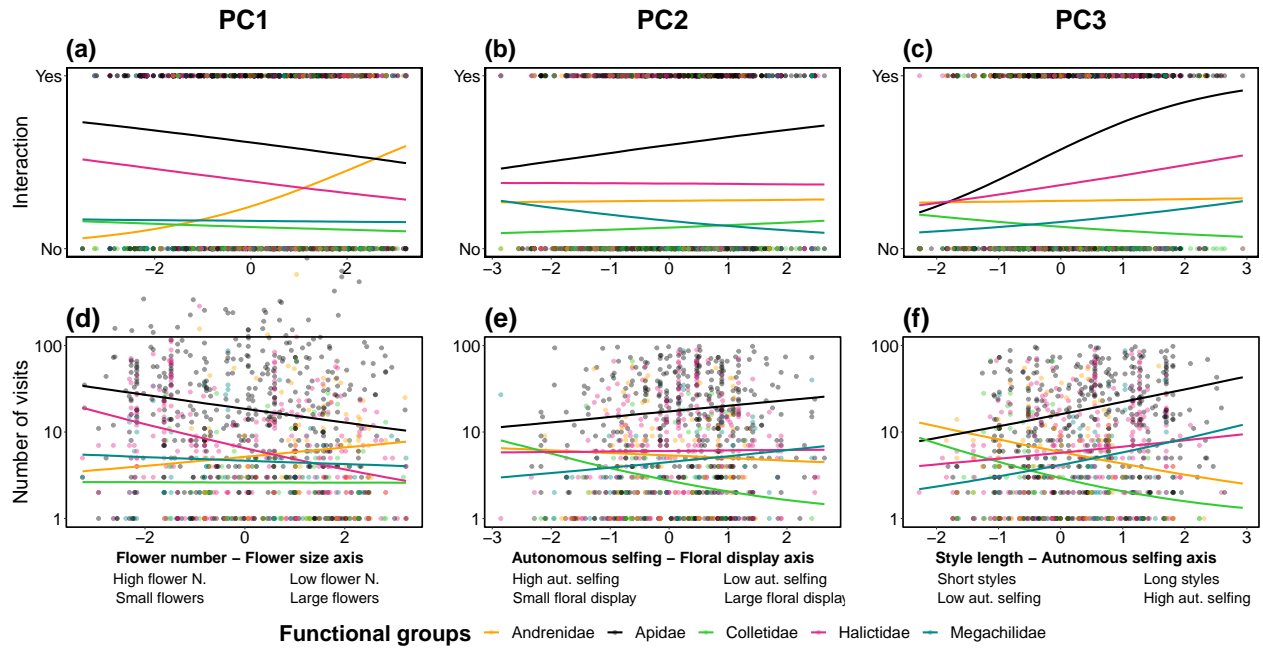 PC1 PC2 PC3
(a) (b) (c)
Interaction
Yes Yes Yes
No No No
−2 0 2 −3 −2 −1 0 1 2 −2 −1 0 1 2 3
(d) (e) (f)
Number of visits
100 100 100
10 10 10
1 1 1
−2 0 2 −3 −2 −1 0 1 2 −2 −1 0 1 2 3
Flower number − Flower size axis Autonomous selfing − Floral display axis Style length − Autnomous selfing axis
High flower N. Low flower N. High aut. selfing Low aut. selfing Short styles Long styles
Small flowers Large flowers Small floral display Large floral display Low aut. selfing High aut. selfing
Functional groups Andrenidae Apidae Colletidae Halictidae Megachilidae